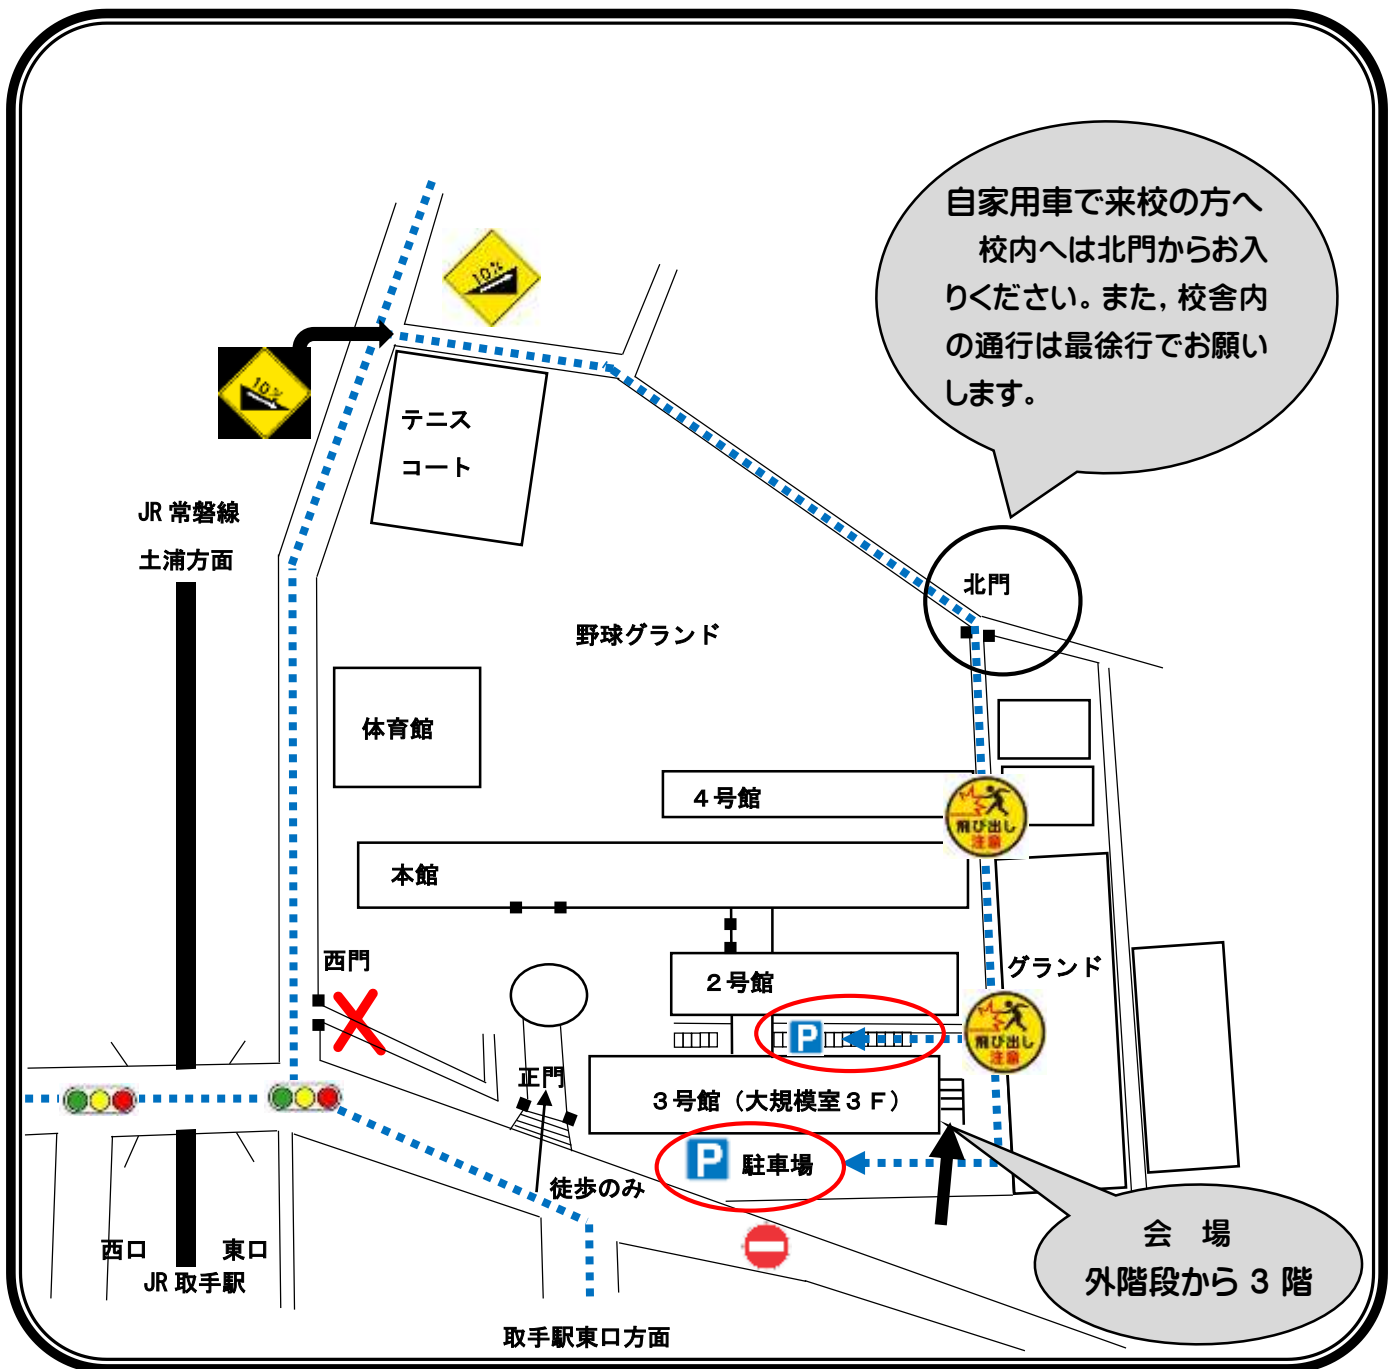 自家用車で来校の方へ
校内へは北門からお入
りください。また,校舎内
の通行は最徐行でお願い
します。
10%
10%
テニス
コート
JR 常磐線
土浦方面
北門
野球グランド
体育館
４号館
飛び出し
注意
本館
西門
２号館
グランド
P
飛び出し
注意
正門
３号館（大規模室３Ｆ）
P 駐車場
徒歩のみ
西口
東口
JR 取手駅
会　場
外階段から 3 階
取手駅東口方面